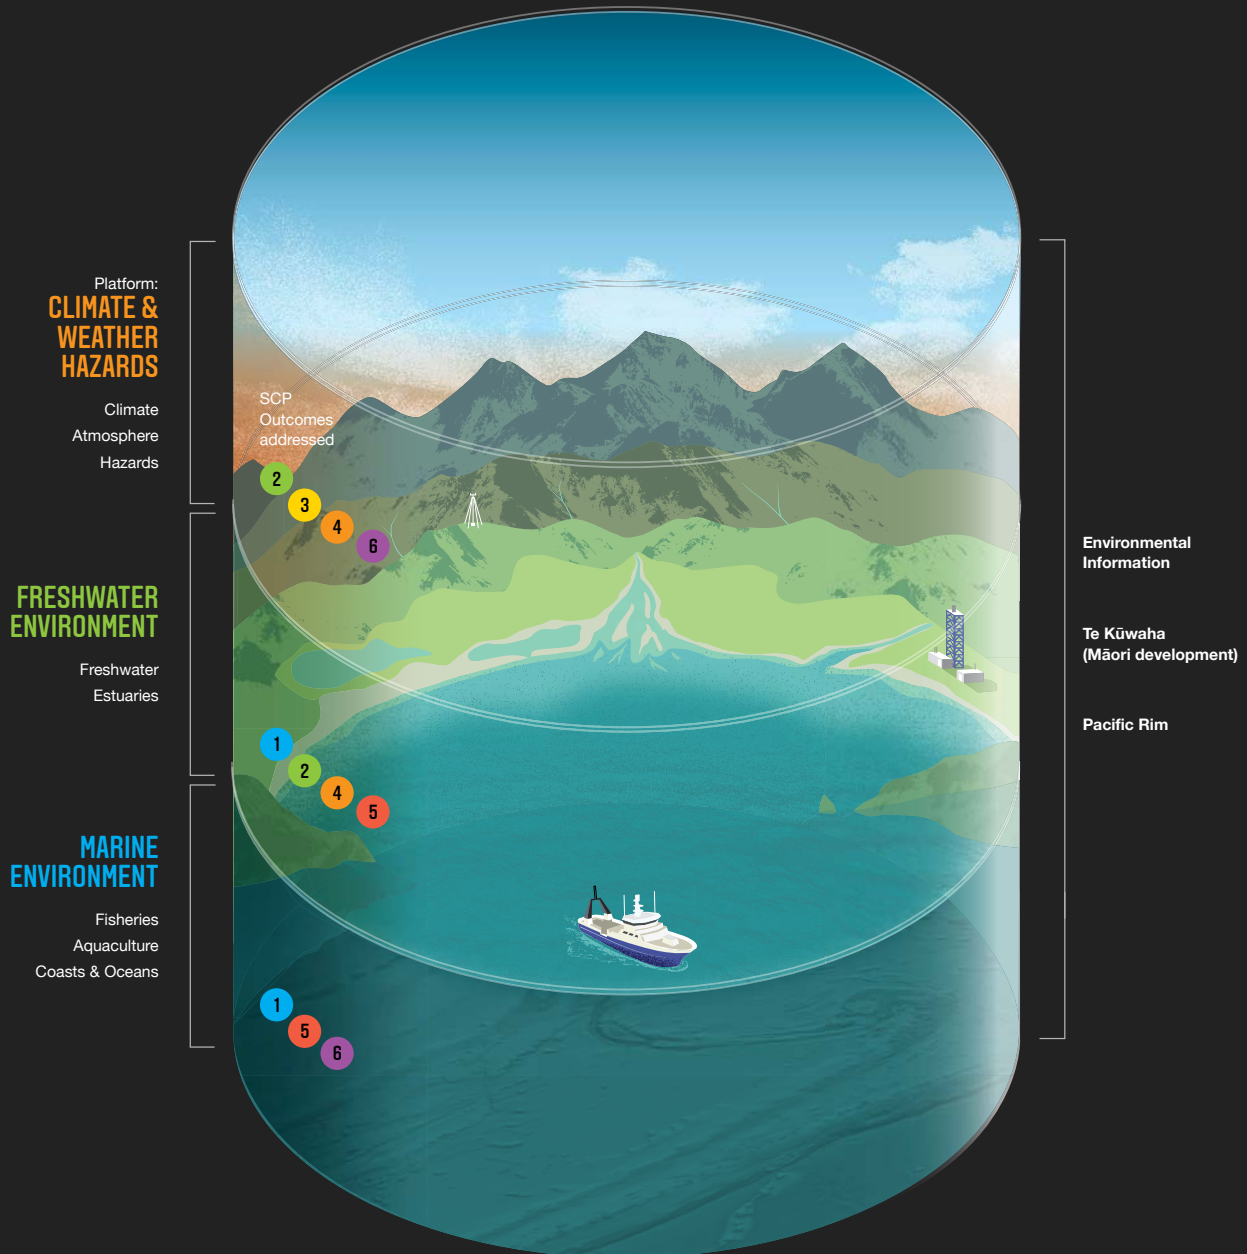 Platform:
CLIMATE &
WEATHER
HAZARDS
Climate
Atmosphere
Hazards
SCP
Outcomes
addressed
2
3
4
6
FRESHWATER
ENVIRONMENT
Freshwater
Estuaries
1
2
4
5
MARINE
ENVIRONMENT
Fisheries
Aquaculture
Coasts & Oceans
1
5
6
Environmental
Information
Te Kūwaha
(Māori development)
Pacific Rim